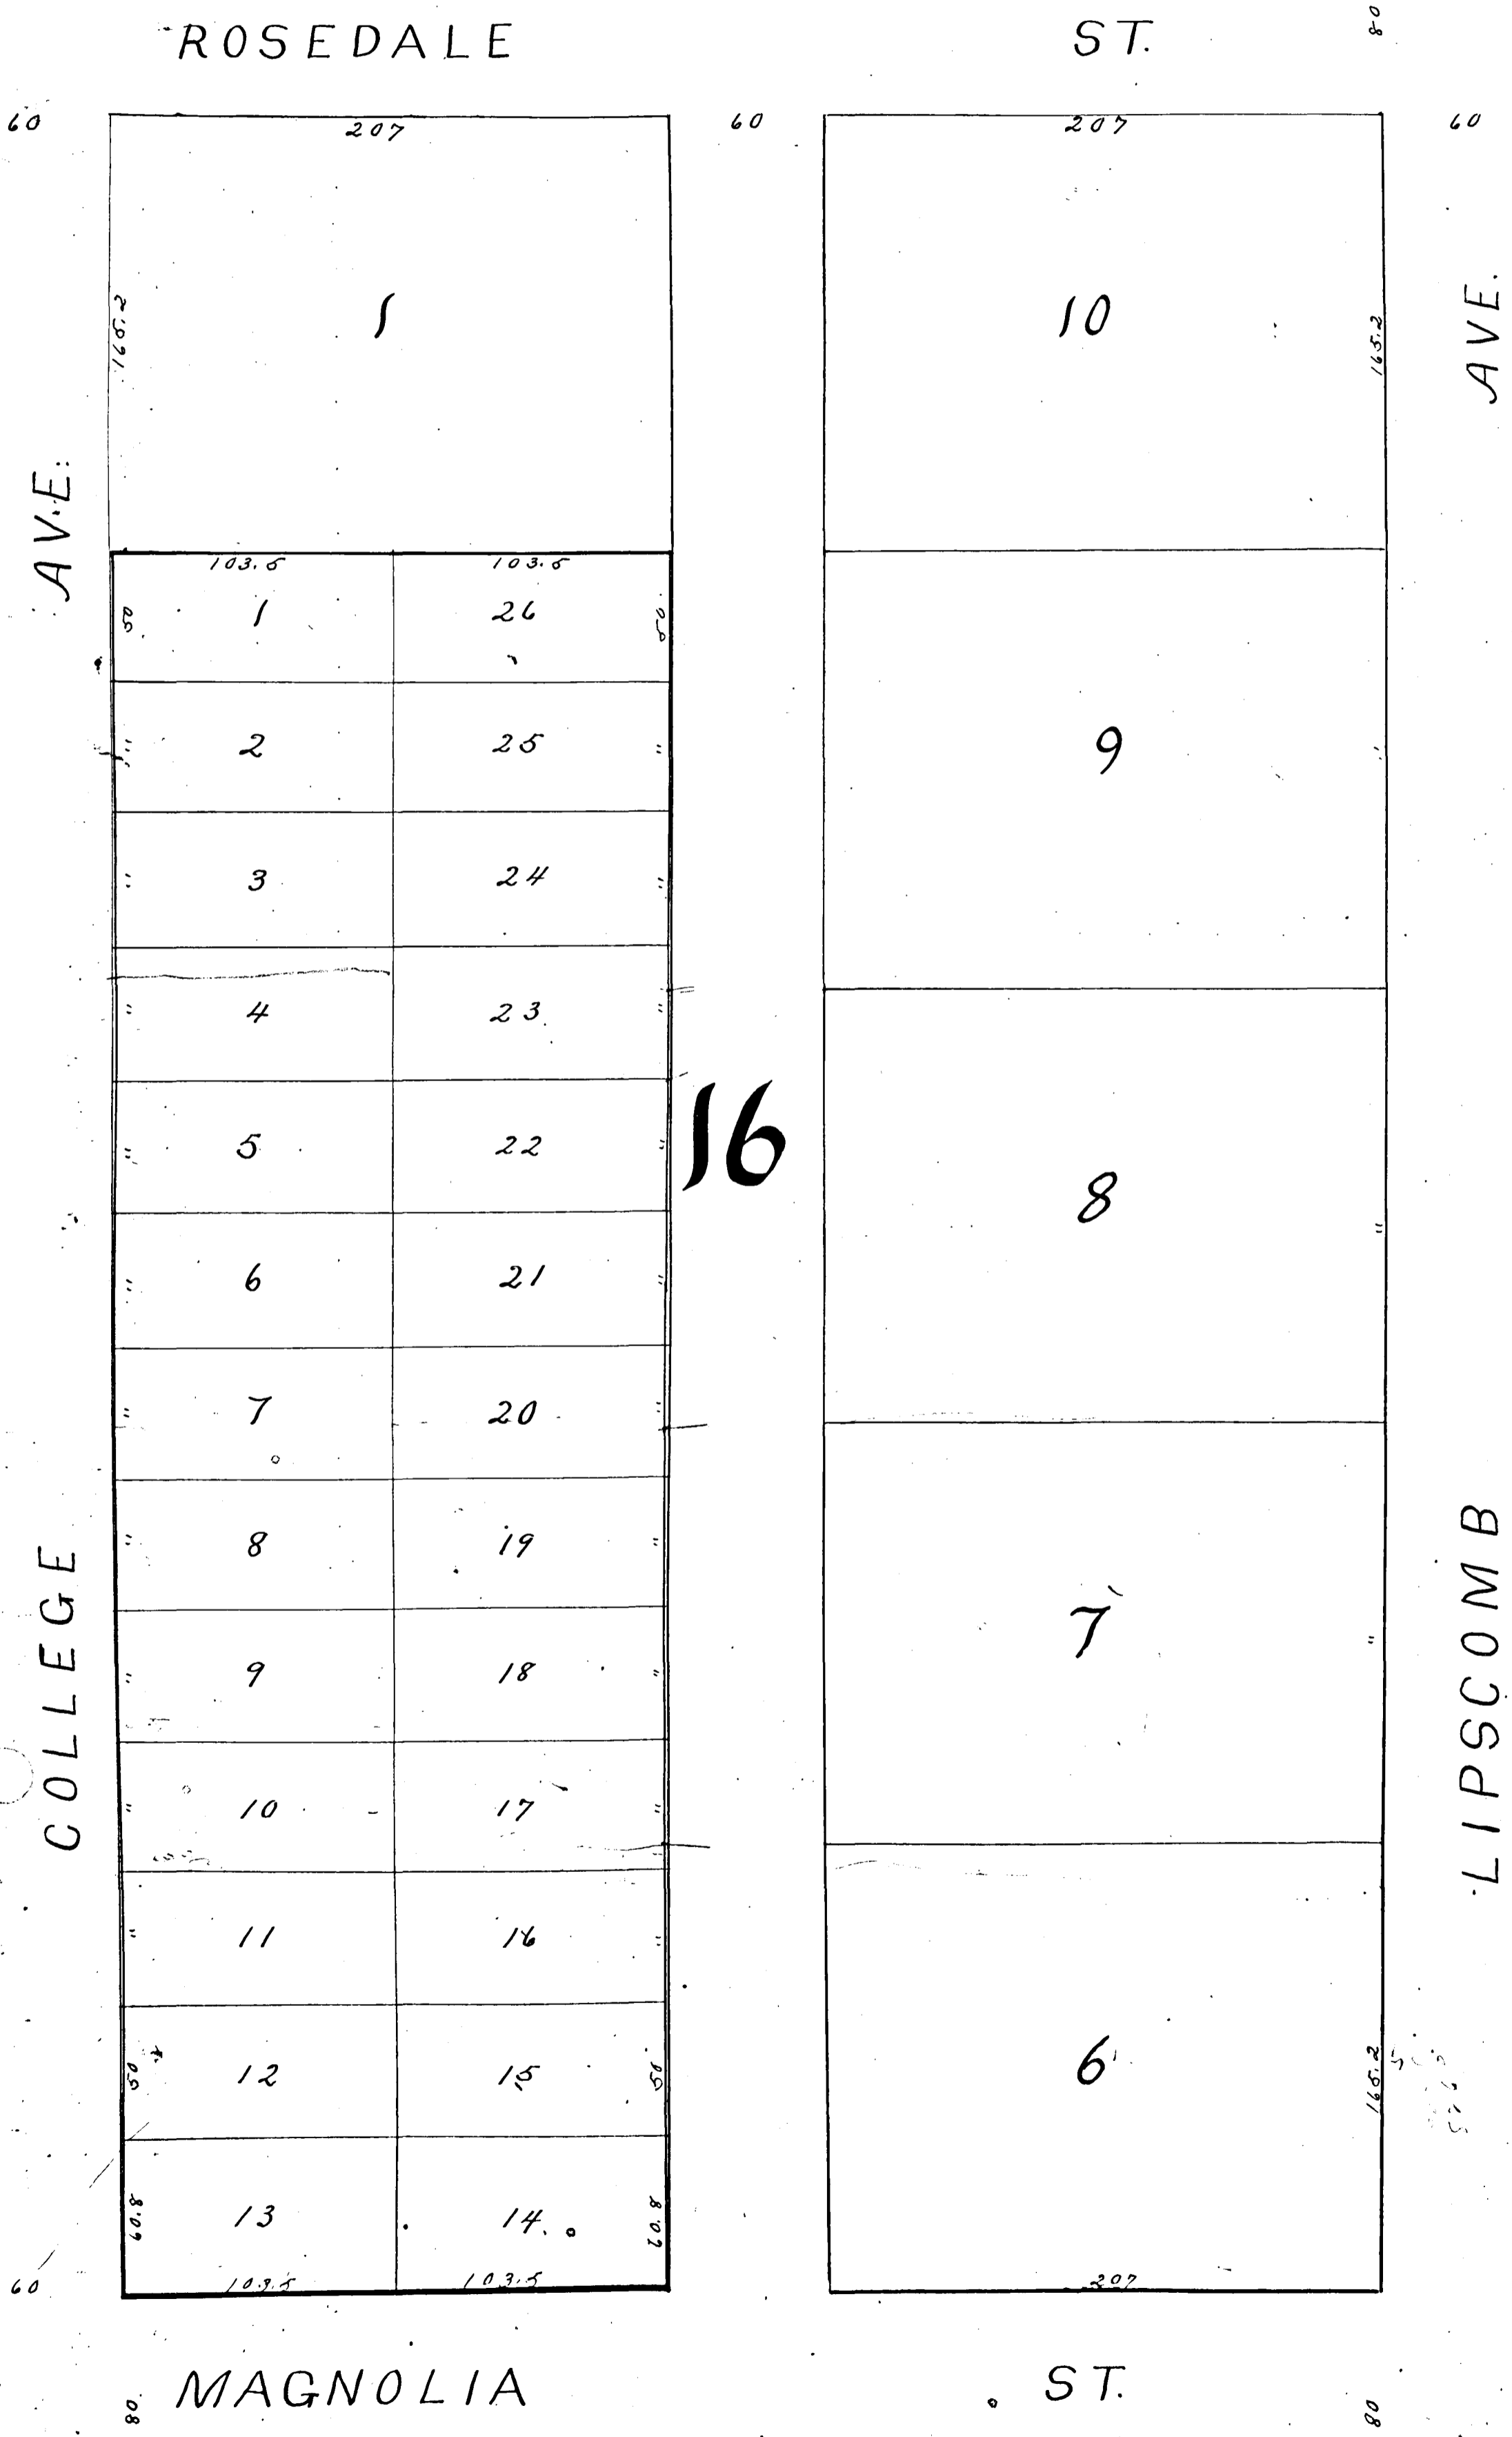 ROSEDALE ST. 80
60 207 60 207 60
165.2 1 10 165.2
AVE. AVE.
103.5 103.5
50 1 26 50
" 2 25 "
9
" 3 24 "
" 4 23 "
16
" 5 22 "
8 "
" 6 21 "
" 7 20 "
" 8 19 "
7 "
" 9 18 "
COLLEGE LIPSCOMB
" 10 17 "
" 11 16 "
50 12 15 50
6 165.2
60.8 13 14 60.8
60 103.5 103.5 207
80 MAGNOLIA ST. 80